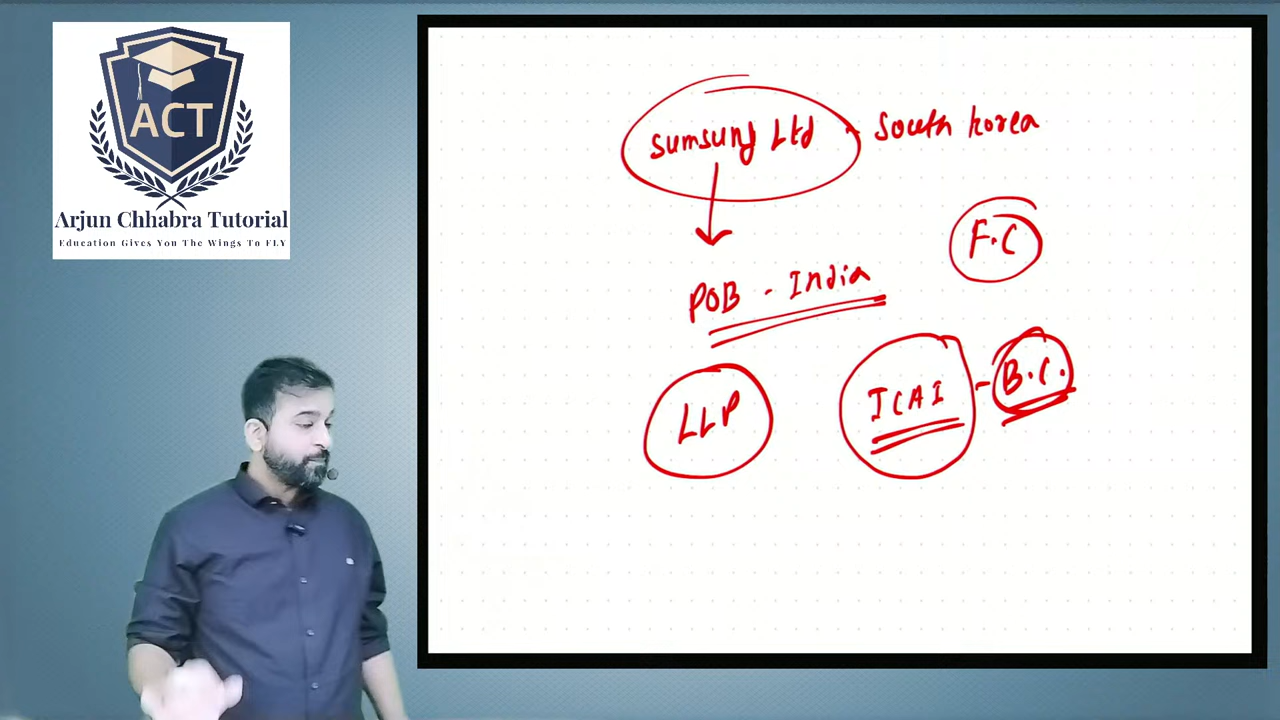 ACT
Arjun Chhabra Tutorial
Education Gives You The Wings To FLY
sumsung Ltd - South korea
F.C
POB - India
LLP
ICAI - B.C.